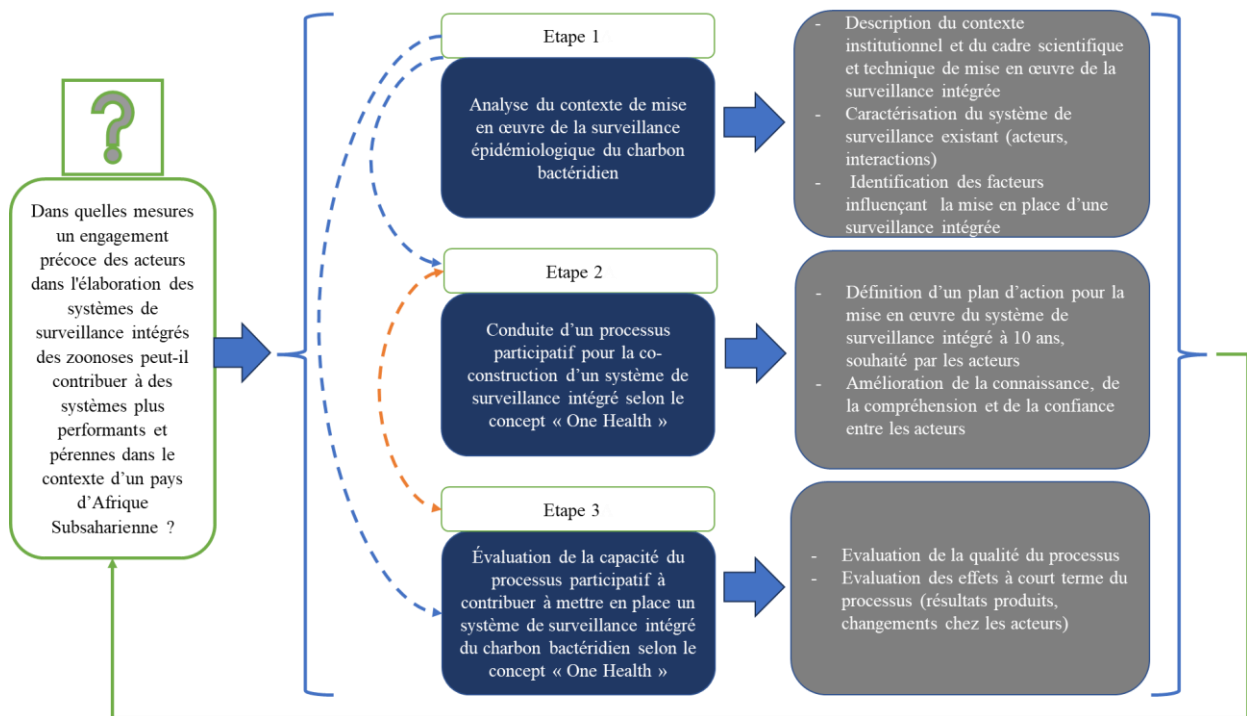 ?
Dans quelles mesures
un engagement
précoce des acteurs
dans l'élaboration des
systèmes de
surveillance intégrés
des zoonoses peut-il
contribuer à des
systèmes plus
performants et
pérennes dans le
contexte d’un pays
d’Afrique
Subsaharienne ?
Etape 1
Analyse du contexte de mise
en œuvre de la surveillance
épidémiologique du charbon
bactéridien
- Description du contexte
institutionnel et du cadre scientifique
et technique de mise en œuvre de la
surveillance intégrée
- Caractérisation du système de
surveillance existant (acteurs,
interactions)
- Identification des facteurs
influençant la mise en place d’une
surveillance intégrée
Etape 2
Conduite d’un processus
participatif pour la co-
construction d’un système de
surveillance intégré selon le
concept « One Health »
- Définition d’un plan d’action pour la
mise en œuvre du système de
surveillance intégré à 10 ans,
souhaité par les acteurs
- Amélioration de la connaissance, de
la compréhension et de la confiance
entre les acteurs
Etape 3
Évaluation de la capacité du
processus participatif à
contribuer à mettre en place un
système de surveillance intégré
du charbon bactéridien selon le
concept « One Health »
- Evaluation de la qualité du processus
- Evaluation des effets à court terme du
processus (résultats produits,
changements chez les acteurs)